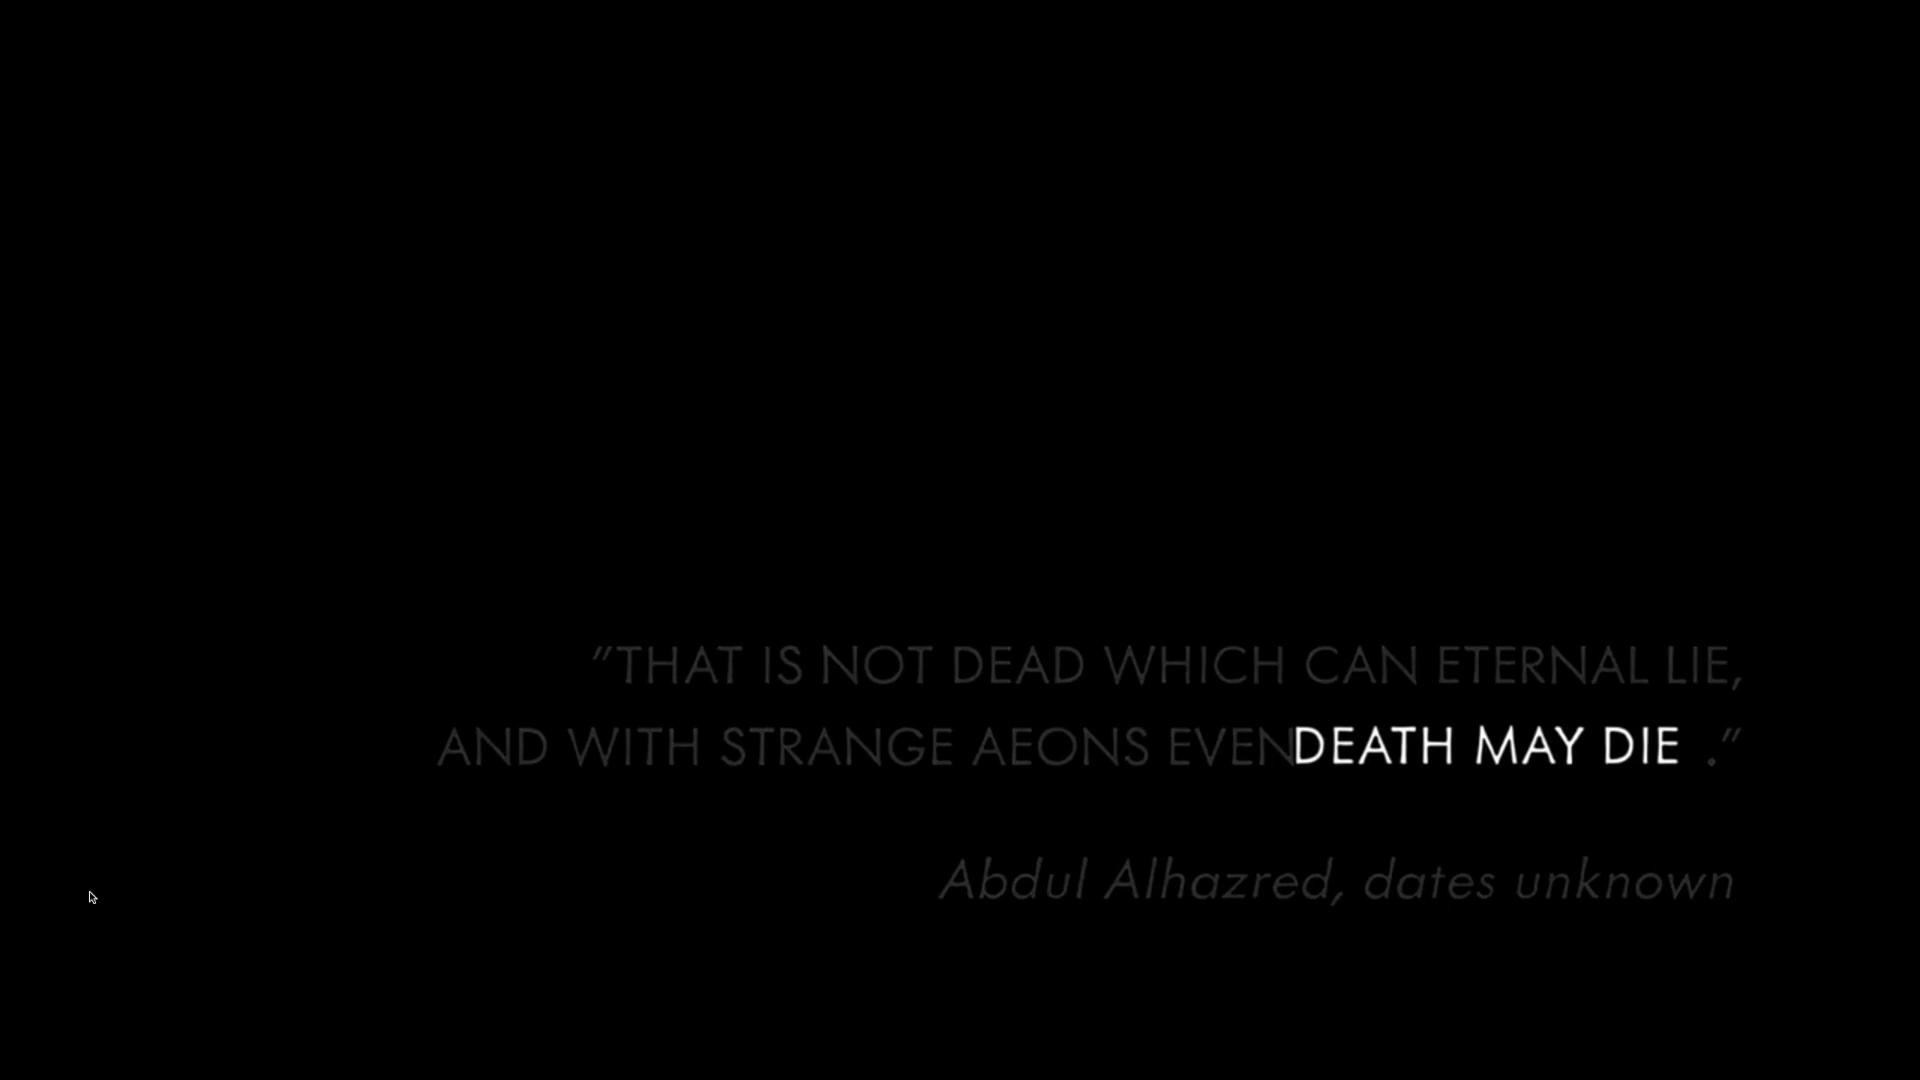 "THAT IS NOT DEAD WHICH CAN ETERNAL LIE,
AND WITH STRANGE AEONS EVEN DEATH MAY DIE ."
Abdul Alhazred, dates unknown